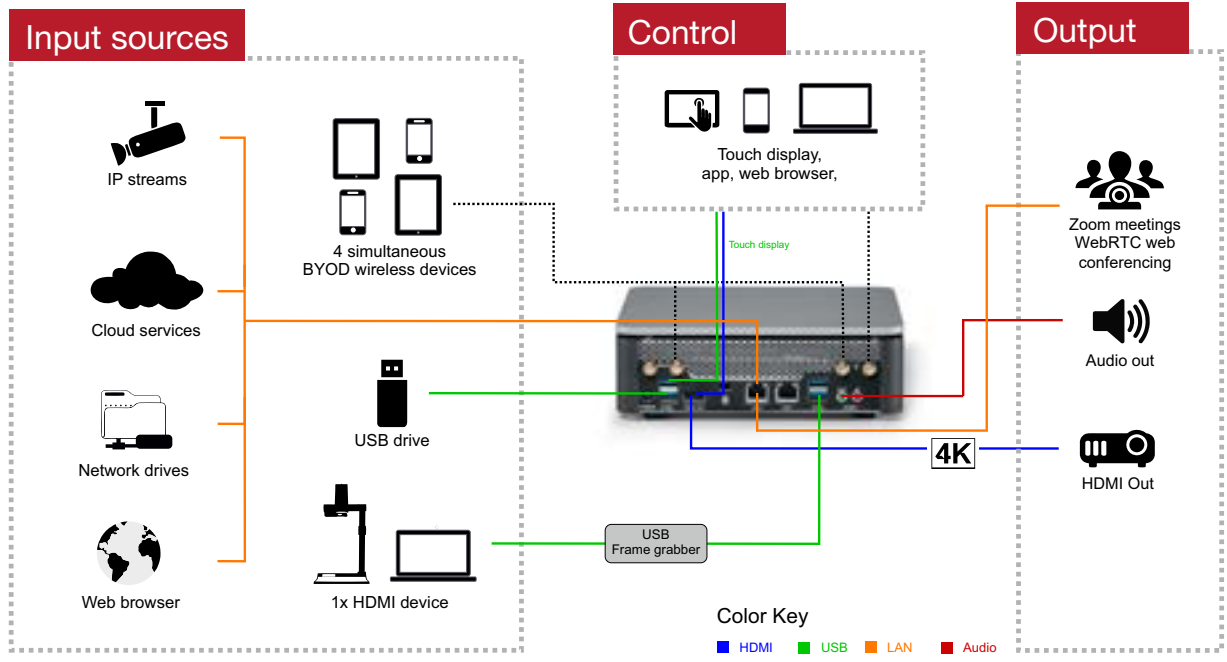 Input sources
IP streams
Cloud services
Network drives
Web browser
4 simultaneous
BYOD wireless devices
USB drive
1x HDMI device
Control
Touch display,
app, web browser,
Touch display
USB
Frame grabber
4K
Output
Zoom meetings
WebRTC web
conferencing
Audio out
HDMI Out
Color Key
HDMI
USB
LAN
Audio